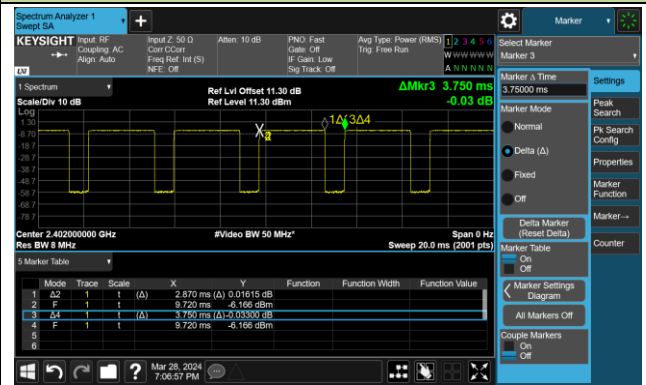 Spectrum Analyzer 1
Swept SA
Marker
KEYSIGHT
Input: RF
Coupling: AC
Align: Auto
Input Z: 50 Ω
Corr CCorr
Freq Ref: Int (S)
NFE: Off
Atten: 10 dB
PNO: Fast
Gate: Off
IF Gain: Low
Sig Track: Off
Avg Type: Power (RMS)
Trig: Free Run
1 2 3 4 5 6
W W W W W W
A N N N N N
LXI
Select Marker
Marker 3
1 Spectrum
Scale/Div 10 dB
Ref Lvl Offset 11.30 dB
Ref Level 11.30 dBm
ΔMkr3 3.750 ms
-0.03 dB
Log
1.30
-8.70
-18.7
-28.7
-38.7
-48.7
-58.7
-68.7
-78.7
1Δ 3Δ4
Center 2.402000000 GHz
Res BW 8 MHz
#Video BW 50 MHz*
Span 0 Hz
Sweep 20.0 ms (2001 pts)
5 Marker Table
Mode Trace Scale X Y Function Function Width Function Value
1 Δ2 1 t (Δ) 2.870 ms (Δ) 0.01615 dB
2 F 1 t 9.720 ms -6.166 dBm
3 Δ4 1 t (Δ) 3.750 ms (Δ) -0.03300 dB
4 F 1 t 9.720 ms -6.166 dBm
5
6
Marker Δ Time
3.75000 ms
Marker Mode
Normal
Delta (Δ)
Fixed
Off
Delta Marker
(Reset Delta)
Marker Table
On
Off
Marker Settings
Diagram
All Markers Off
Couple Markers
On
Off
Settings
Peak
Search
Pk Search
Config
Properties
Marker
Function
Marker→
Counter
Mar 28, 2024
7:06:57 PM